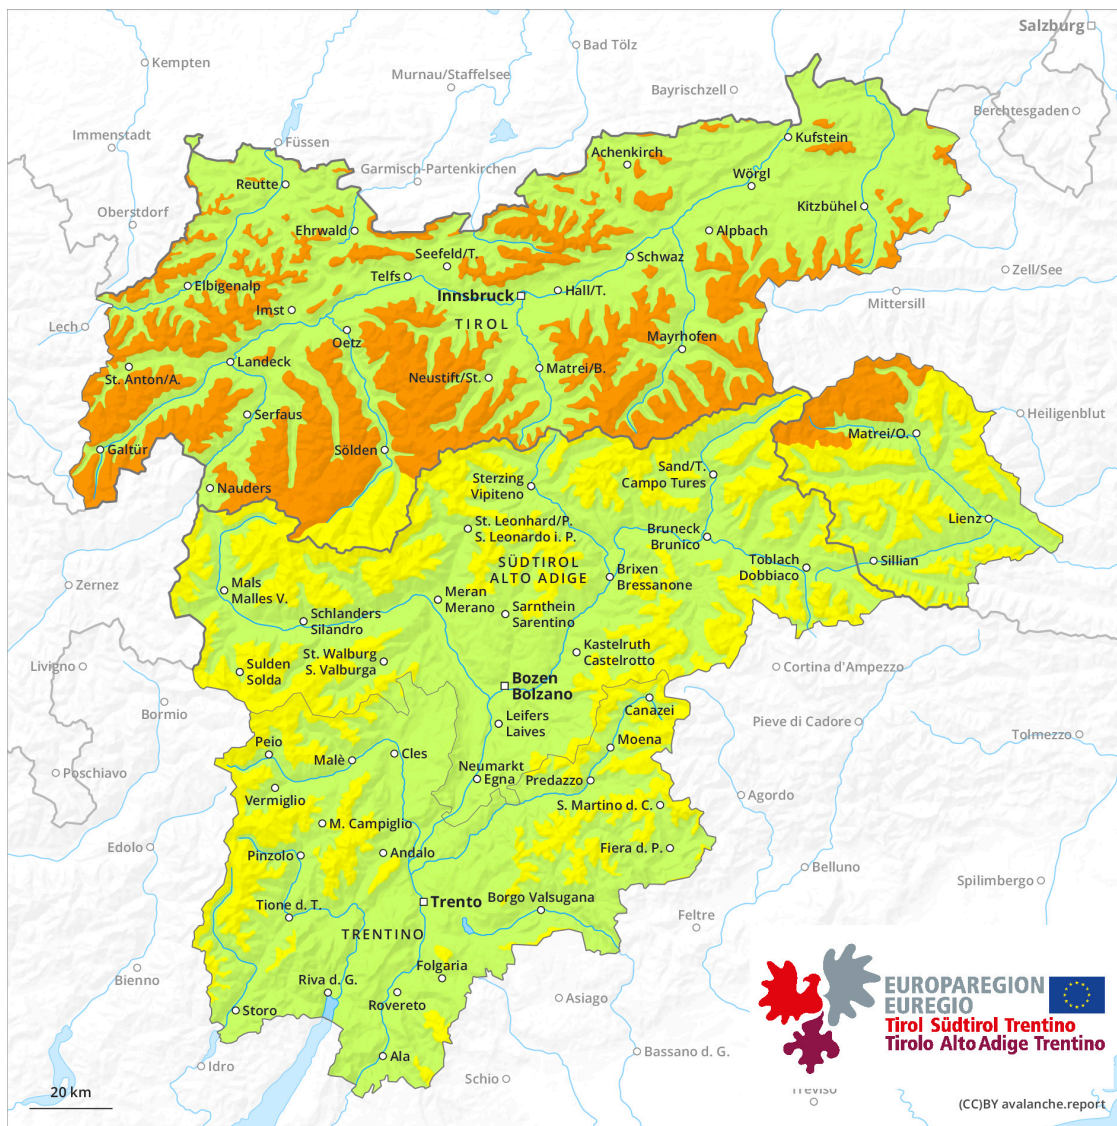 Salzburg
Bad Tölz
Kempten
Murnau/Staffelsee
Bayrischzell
Berchtesgaden
Immenstadt
Füssen
Kufstein
Achenkirch
Garmisch-Partenkirchen
Wörgl
Reutte
Oberstdorf
Kitzbühel
Ehrwald
Alpbach
Seefeld/T.
Schwaz
Telfs
Zell/See
Elbigenalp
Hall/T.
Innsbruck
Mittersill
Imst
TIROL
Lech
Oetz
Mayrhofen
Landeck
Matrei/B.
St. Anton/A.
Neustift/St.
Serfaus
Heiligenblut
Matrei/O.
Galtür
Sölden
Sand/T.
Campo Tures
Sterzing
Vipiteno
Nauders
Lienz
St. Leonhard/P.
S. Leonardo i. P.
Bruneck
Brunico
SÜDTIROL
ALTO ADIGE
Toblach
Dobbiaco
Sillian
Brixen
Bressanone
Zernez
Mals
Malles V.
Meran
Merano
Sarnthein
Sarentino
Schlanders
Silandro
Kastelruth
Castelrotto
St. Walburg
S. Valburga
Livigno
Sulden
Solda
Cortina d'Ampezzo
Bozen
Bolzano
Bormio
Canazei
Leifers
Laives
Pieve di Cadore
Tolmezzo
Moena
Peio
Cles
Malè
Neumarkt
Egna
Predazzo
Poschiavo
Vermiglio
Agordo
S. Martino d. C.
M. Campiglio
Edolo
Fiera d. P.
Andalo
Pinzolo
Belluno
Spilimbergo
Borgo Valsugana
Trento
Tione d. T.
Feltre
TRENTINO
Folgaria
Bienno
Riva d. G.
Rovereto
Asiago
Storo
EUROPAREGION
EUREGIO
Tirol Südtirol Trentino
Tirolo Alto Adige Trentino
Ala
Bassano d. G.
Idro
Schio
Treviso
20 km
(CC)BY avalanche.report